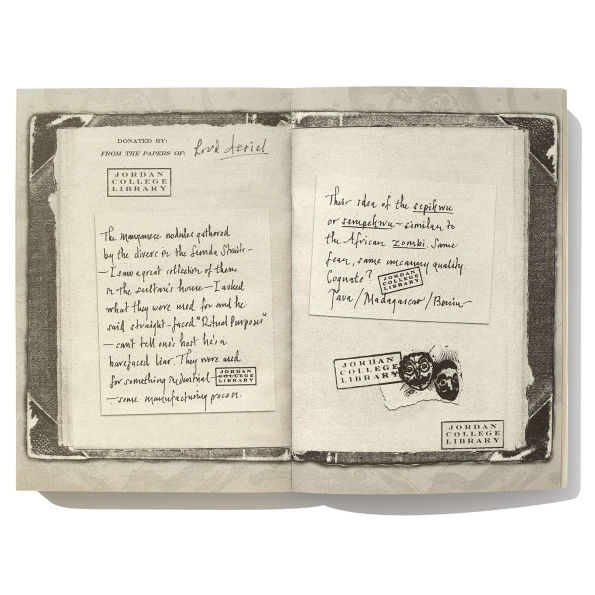 DONATED BY:
FROM THE PAPERS OF: Lord Asriel
JORDAN
COLLEGE
LIBRARY
The manganese nodules gathered
by the divers in the Sunda Straits—
—I saw a great collection of them
in the sultan's house—I asked
what they were used for and he
said straight-faced "Ritual Purposes"
—can't tell one's host he's a
barefaced liar. They were used
for something industrial—
JORDAN
COLLEGE
LIBRARY
—some manufacturing process.
Their idea of the sepikwu
or sempekwu—similar to
the African zombi. Same
fear, same uncanny quality.
Cognate?
JORDAN
COLLEGE
LIBRARY
Java/Madagascar/Benin
JORDAN
COLLEGE
LIBRARY
JORDAN
COLLEGE
LIBRARY